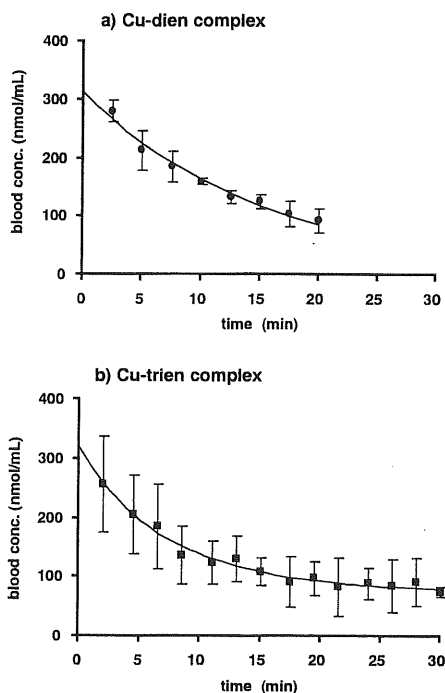 a) Cu-dien complex
400
300
200
100
0
blood conc. (nmol/mL)
0 5 10 15 20 25 30
time (min)
b) Cu-trien complex
400
300
200
100
0
blood conc. (nmol/mL)
0 5 10 15 20 25 30
time (min)